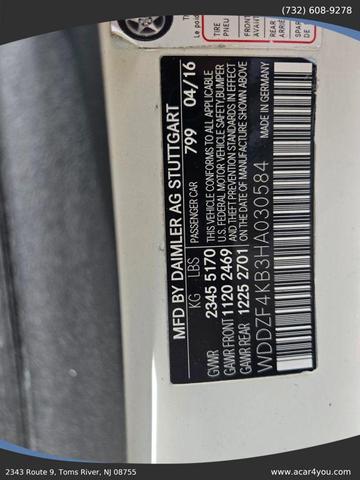 (732) 608-9278
TIRE
PNEU
FRONT
REAR
MFD BY DAIMLER AG STUTTGART
PASSENGER CAR 799 04/16
KG LBS
GVWR 2345 5170
GAWR FRONT 1120 2469
GAWR REAR 1225 2701
THIS VEHICLE CONFORMS TO ALL APPLICABLE
U.S. FEDERAL MOTOR VEHICLE SAFETY,BUMPER
&THEFT PREVENTION STANDARDS IN EFFECT
ON THE DATE OF MANUFACTURE SHOWN ABOVE
WDDZF4KB3HA030584
MADE IN GERMANY
2343 Route 9, Toms River, NJ 08755
www.acar4you.com